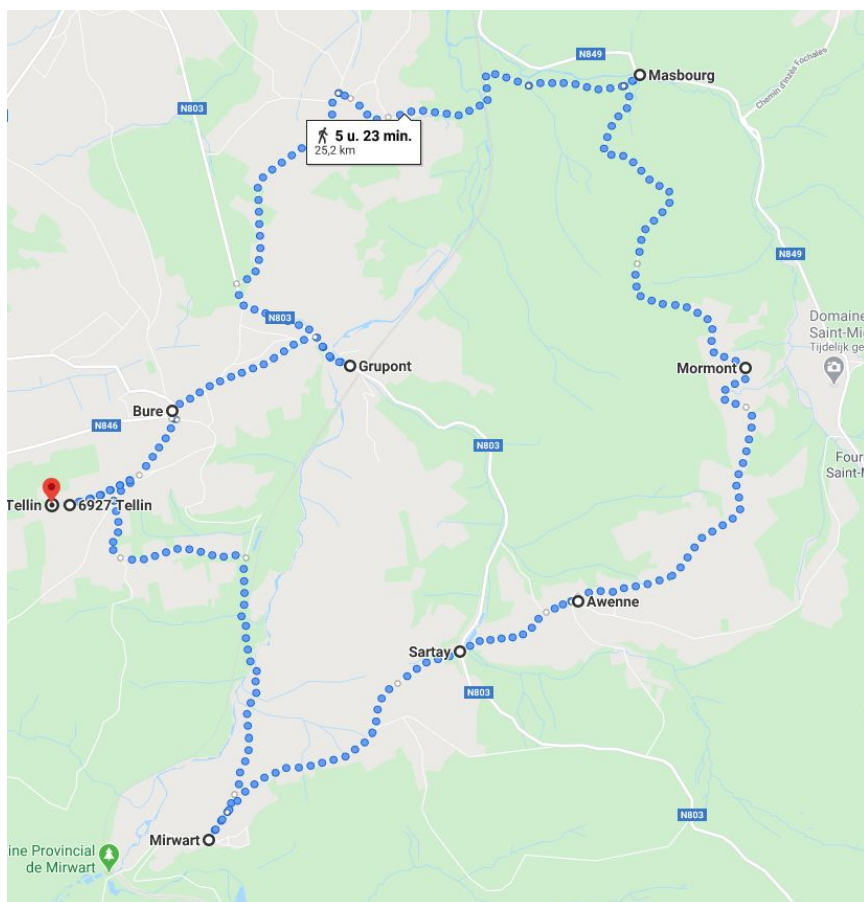 N849
Masbourg
Chemin d'Inzès Fochales
N803
5 u. 23 min.
25,2 km
N849
N803
Domaine
Saint-Mi
Tijdelijk ge
Grupont
Mormont
Bure
N846
N803
Four
Saint-M
Tellin
6927 Tellin
Awenne
Sartay
N803
N803
Mirwart
ine Provincial
de Mirwart